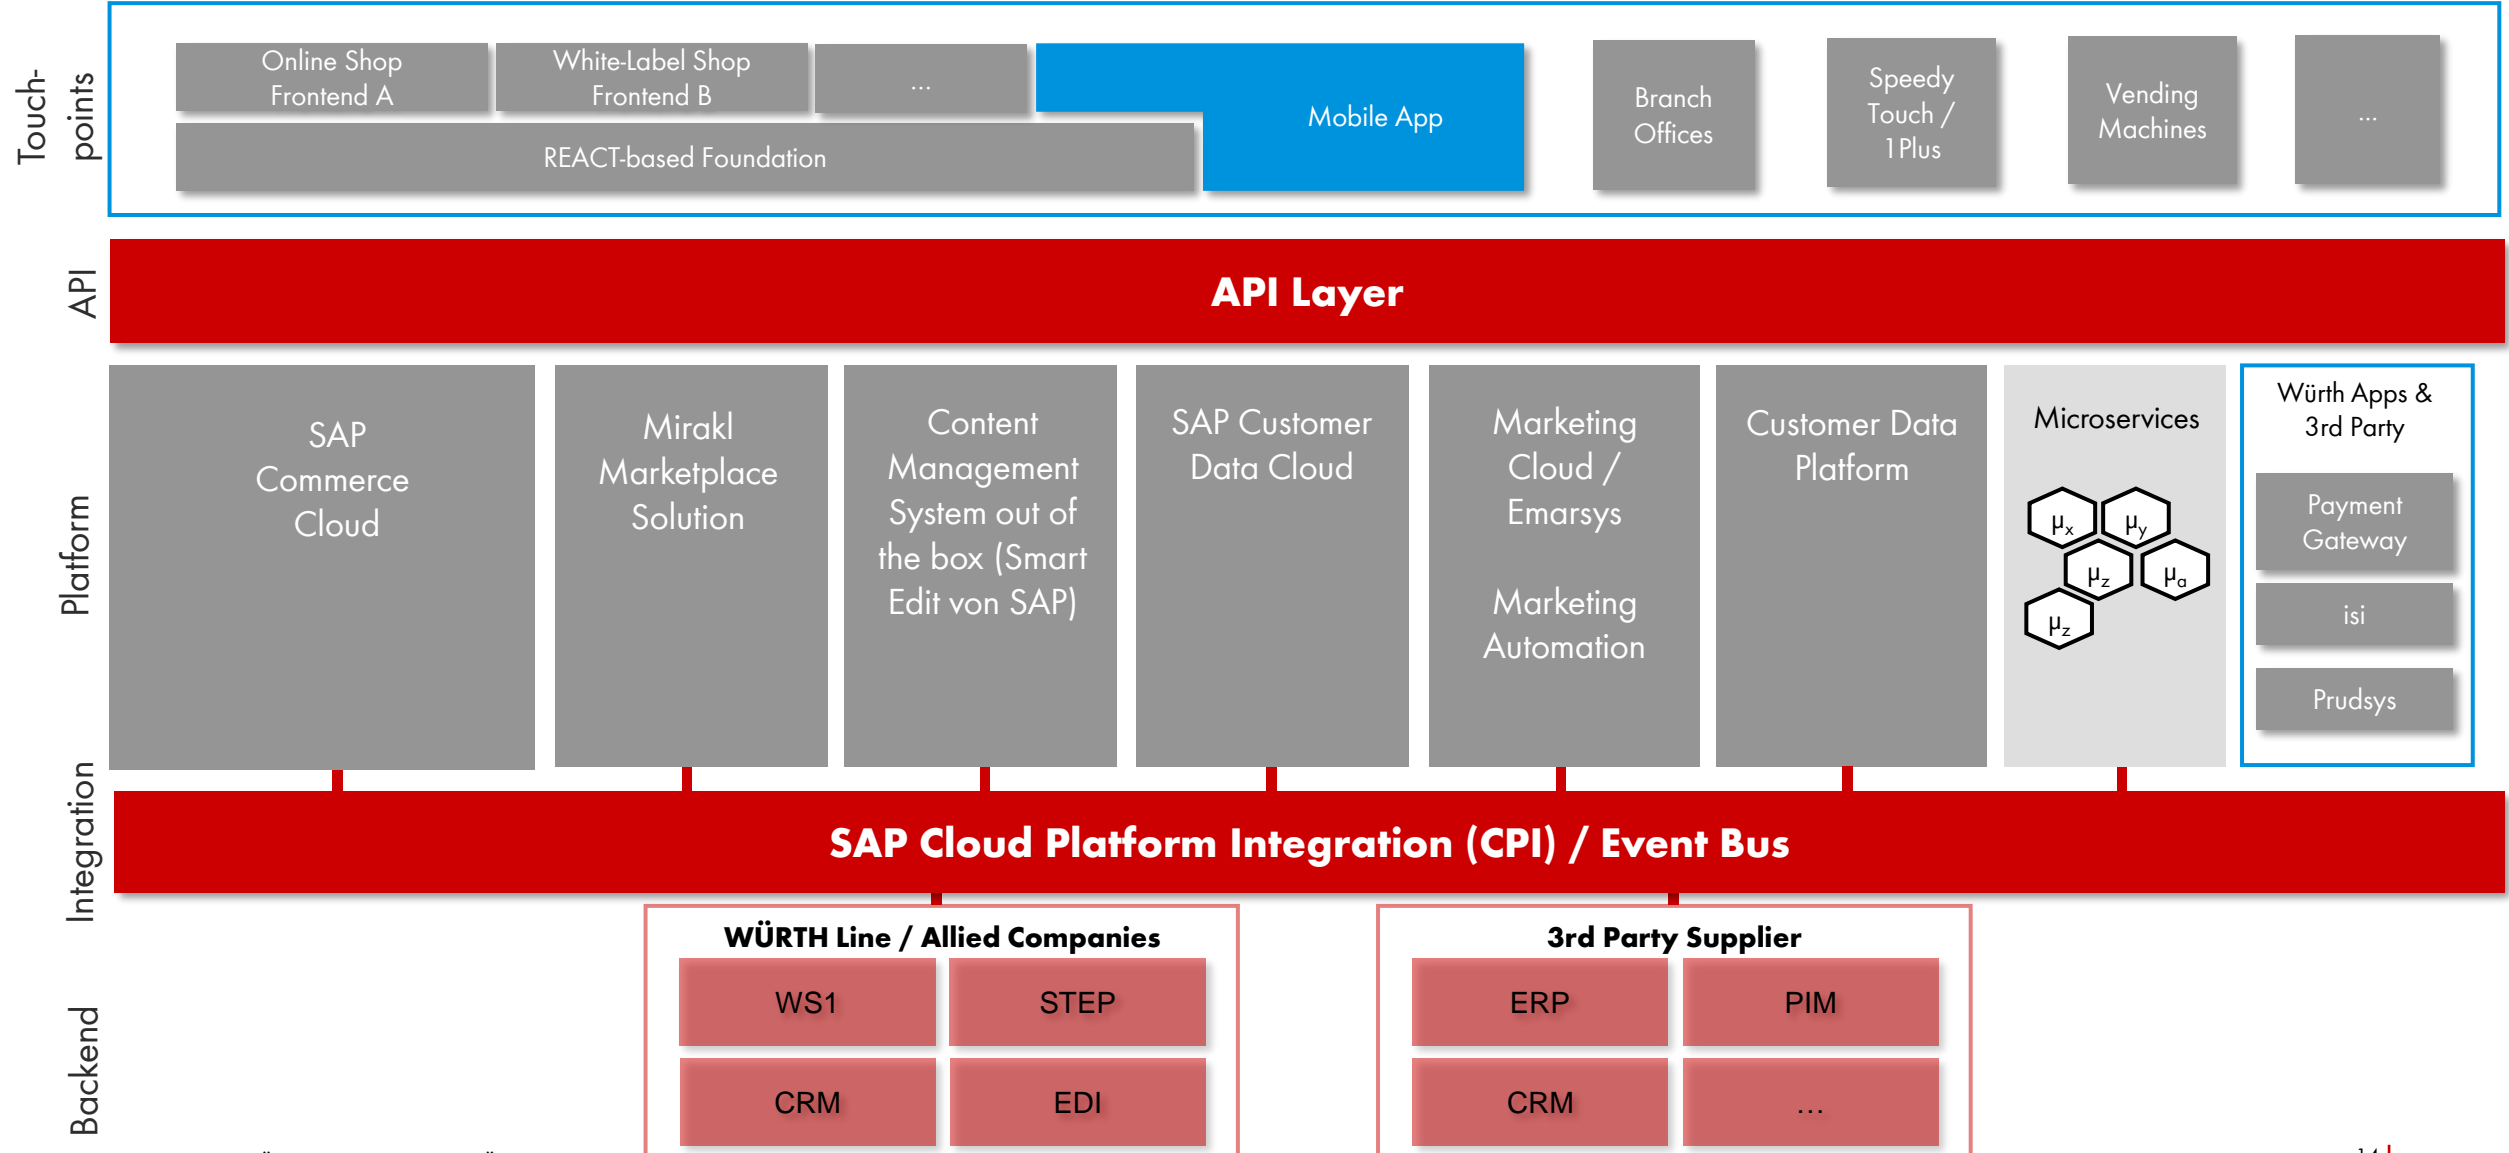 Touch-
points
Online Shop
Frontend A
White-Label Shop
Frontend B
...
Mobile App
REACT-based Foundation
Branch
Offices
Speedy
Touch /
1Plus
Vending
Machines
...
API
API Layer
Platform
SAP
Commerce
Cloud
Mirakl
Marketplace
Solution
Content
Management
System out of
the box (Smart
Edit von SAP)
SAP Customer
Data Cloud
Marketing
Cloud /
Emarsys
Marketing
Automation
Customer Data
Platform
Microservices
μx
μy
μz
μa
μz
Würth Apps &
3rd Party
Payment
Gateway
isi
Prudsys
Integration
SAP Cloud Platform Integration (CPI) / Event Bus
Backend
WÜRTH Line / Allied Companies
WS1
STEP
CRM
EDI
3rd Party Supplier
ERP
PIM
CRM
...